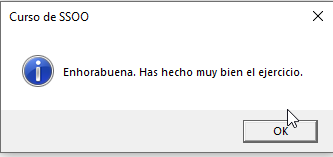 Curso de SSOO
Enhorabuena. Has hecho muy bien el ejercicio.
OK